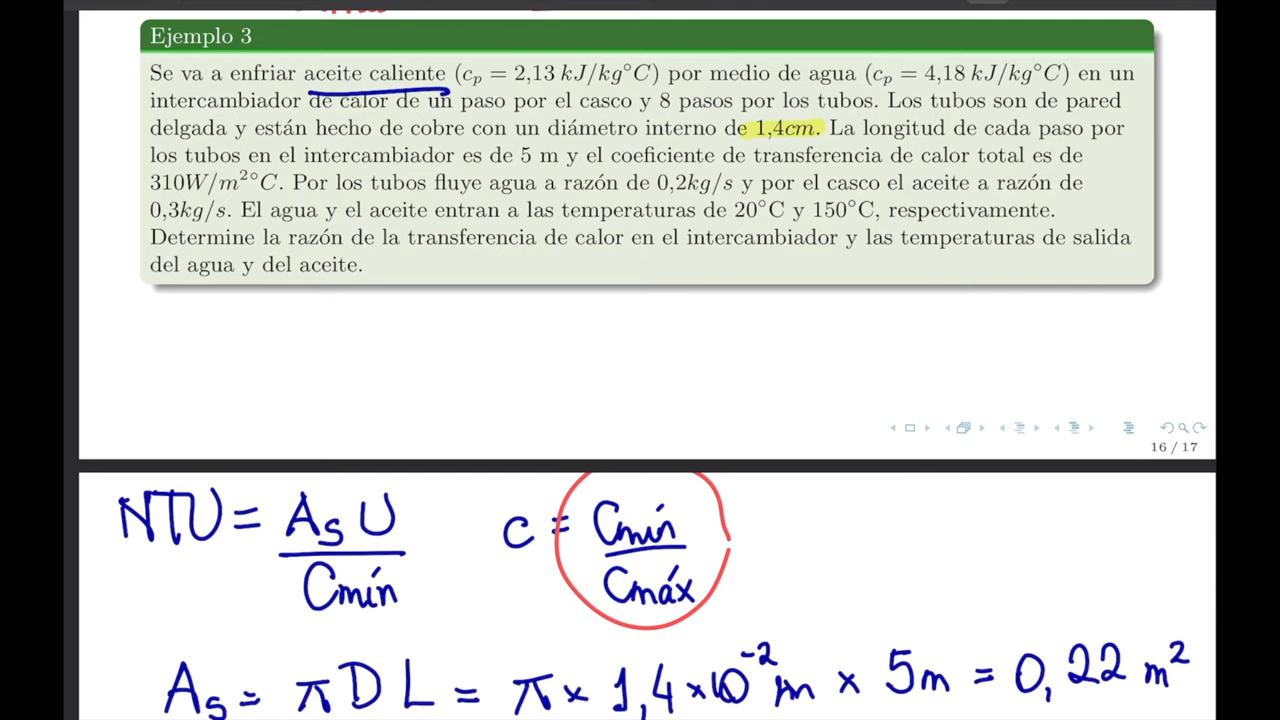 Ejemplo 3
Se va a enfriar aceite caliente (c_p = 2,13 kJ/kg°C) por medio de agua (c_p = 4,18 kJ/kg°C) en un
intercambiador de calor de un paso por el casco y 8 pasos por los tubos. Los tubos son de pared
delgada y están hecho de cobre con un diámetro interno de 1,4cm. La longitud de cada paso por
los tubos en el intercambiador es de 5 m y el coeficiente de transferencia de calor total es de
310W/m²°C. Por los tubos fluye agua a razón de 0,2kg/s y por el casco el aceite a razón de
0,3kg/s. El agua y el aceite entran a las temperaturas de 20°C y 150°C, respectivamente.
Determine la razón de la transferencia de calor en el intercambiador y las temperaturas de salida
del agua y del aceite.
16 / 17
NTU = A_s U / Cmín c = Cmín / Cmáx
A_s = π D L = π × 1,4 × 10⁻² m × 5m = 0,22 m²